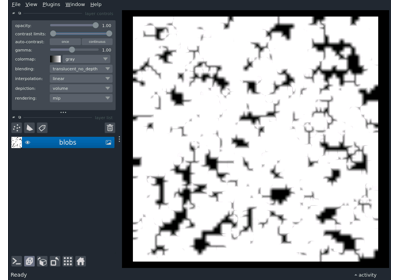 File View Plugins Window Help
opacity: 1.00
contrast limits:
auto-contrast: once continuous
gamma: 1.00
colormap: gray
blending: translucent_no_depth
interpolation: linear
depiction: volume
rendering: mip
blobs
Ready
activity